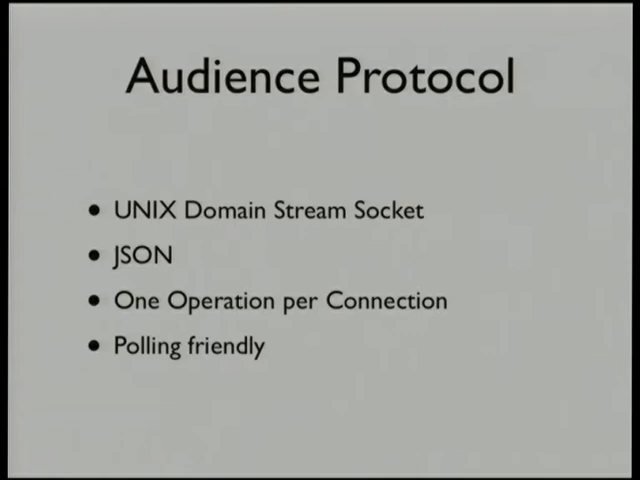 Audience Protocol
• UNIX Domain Stream Socket
• JSON
• One Operation per Connection
• Polling friendly